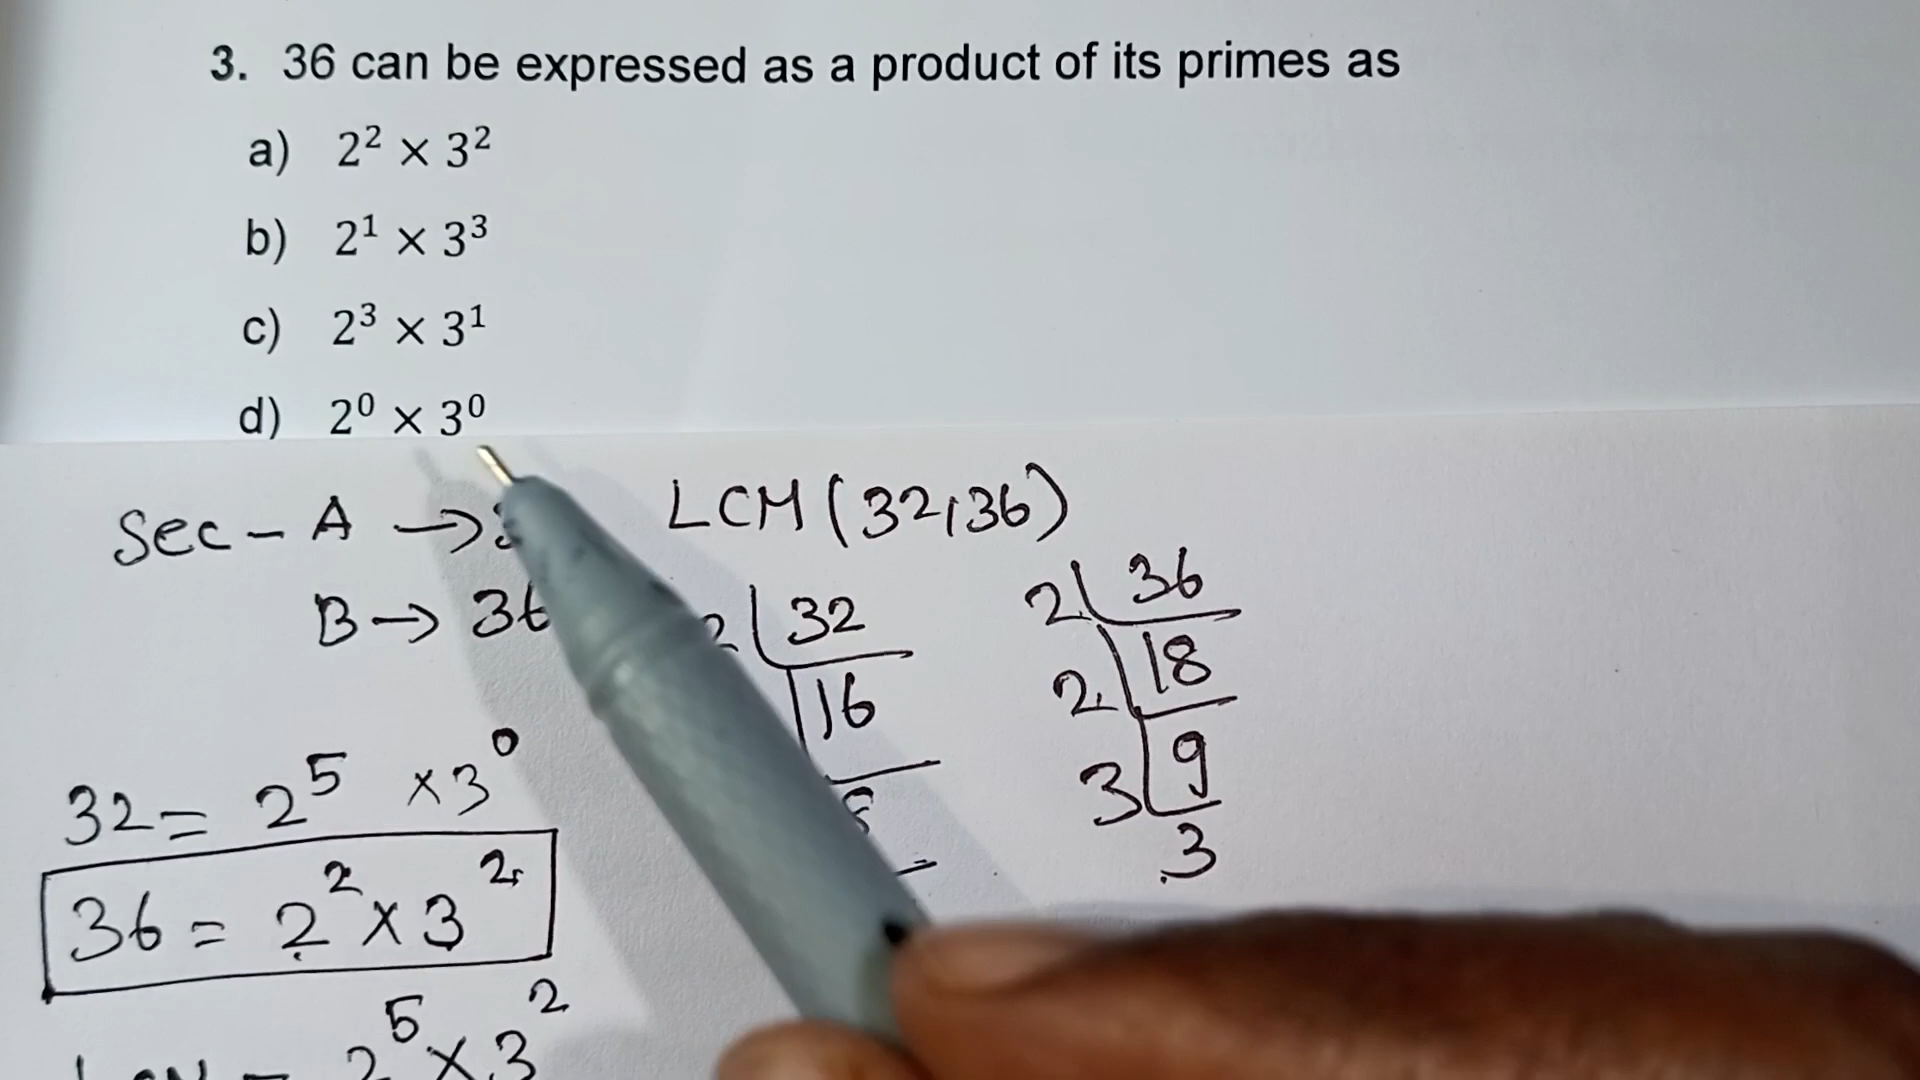 3. 36 can be expressed as a product of its primes as
a) 2² × 3²
b) 2¹ × 3³
c) 2³ × 3¹
d) 2⁰ × 3⁰
Sec - A →
B → 36
LCM (32,36)
2 32
16
8
2 36
2 18
3 9
3
32 = 2⁵ × 3⁰
36 = 2² × 3²
2⁵ × 3²